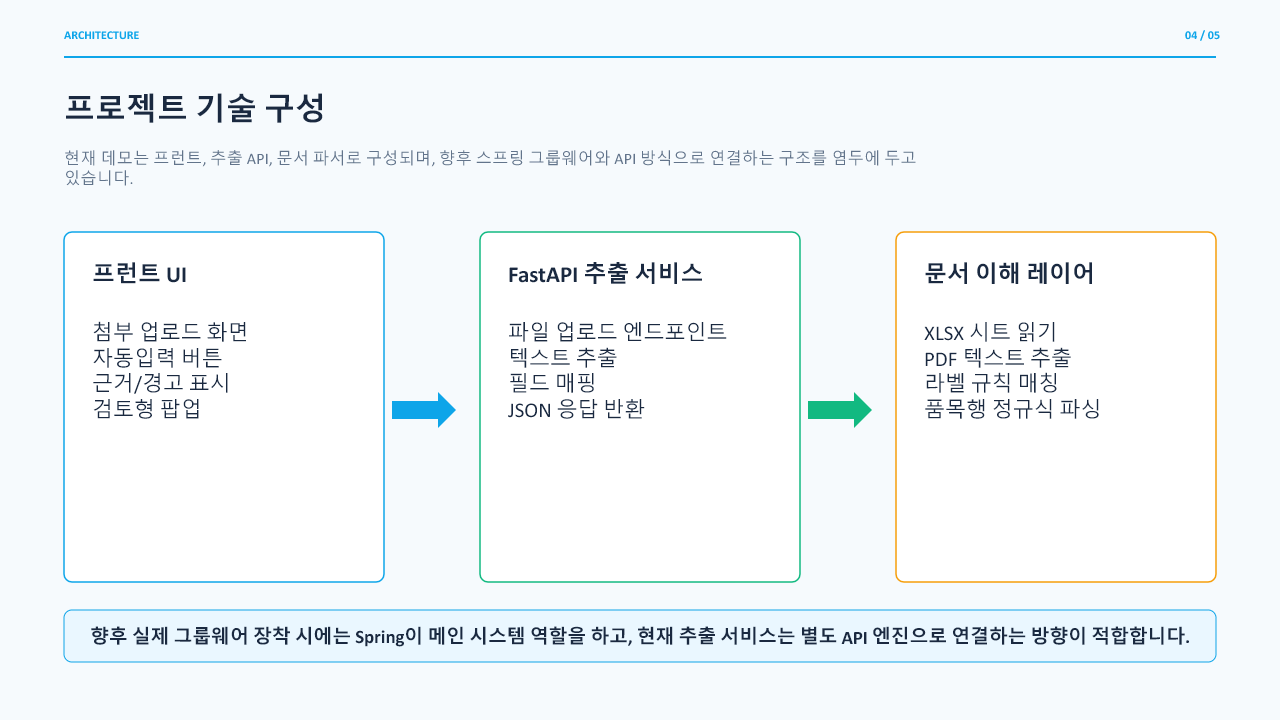 ARCHITECTURE
04 / 05
프로젝트 기술 구성
현재 데모는 프런트, 추출 API, 문서 파서로 구성되며, 향후 스프링 그룹웨어와 API 방식으로 연결하는 구조를 염두에 두고
있습니다.
프런트 UI
첨부 업로드 화면
자동입력 버튼
근거/경고 표시
검토형 팝업
FastAPI 추출 서비스
파일 업로드 엔드포인트
텍스트 추출
필드 매핑
JSON 응답 반환
문서 이해 레이어
XLSX 시트 읽기
PDF 텍스트 추출
라벨 규칙 매칭
품목행 정규식 파싱
향후 실제 그룹웨어 장착 시에는 Spring이 메인 시스템 역할을 하고, 현재 추출 서비스는 별도 API 엔진으로 연결하는 방향이 적합합니다.